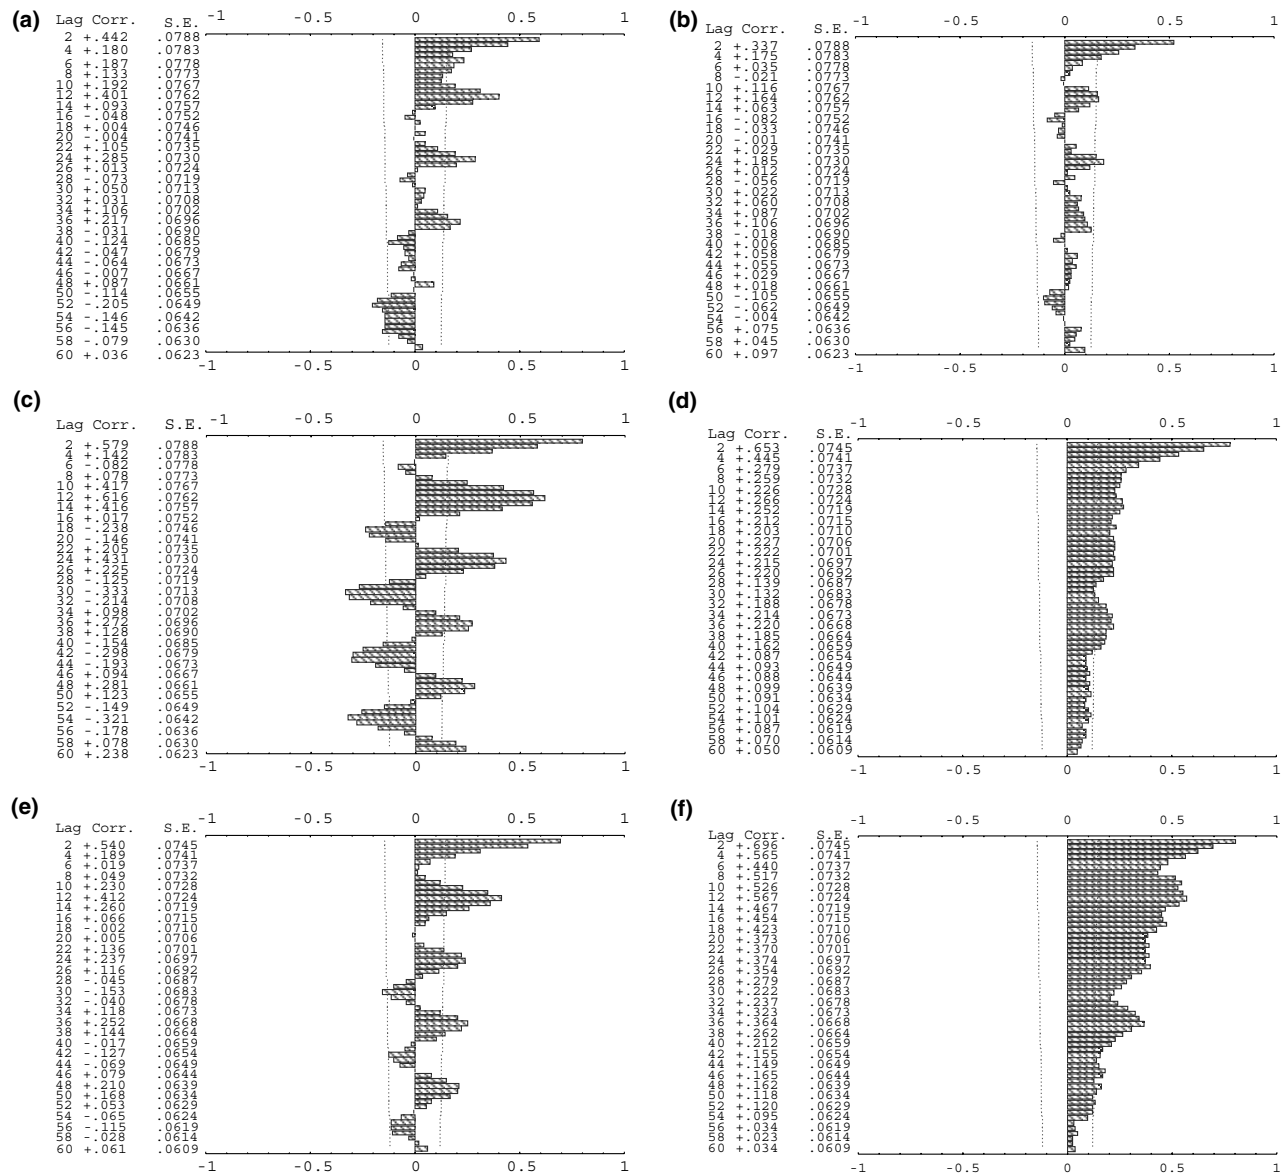 (a)
-1 -0.5 0 0.5 1
Lag Corr. S.E.
2 +.442 .0788
4 +.180 .0783
6 +.187 .0778
8 +.133 .0773
10 +.192 .0767
12 +.401 .0762
14 +.093 .0757
16 -.048 .0752
18 +.004 .0746
20 -.004 .0741
22 +.105 .0735
24 +.285 .0730
26 +.013 .0724
28 -.073 .0719
30 +.050 .0713
32 +.031 .0708
34 +.106 .0702
36 +.217 .0696
38 -.031 .0690
40 -.124 .0685
42 -.047 .0679
44 -.064 .0673
46 -.007 .0667
48 +.087 .0661
50 -.114 .0655
52 -.205 .0649
54 -.146 .0642
56 -.145 .0636
58 -.079 .0630
60 +.036 .0623
-1 -0.5 0 0.5 1
(b)
-1 -0.5 0 0.5 1
Lag Corr. S.E.
2 +.337 .0788
4 +.175 .0783
6 +.035 .0778
8 -.021 .0773
10 +.116 .0767
12 +.164 .0762
14 +.063 .0757
16 -.082 .0752
18 -.033 .0746
20 -.001 .0741
22 +.029 .0735
24 +.185 .0730
26 +.012 .0724
28 -.056 .0719
30 +.022 .0713
32 +.060 .0708
34 +.087 .0702
36 +.106 .0696
38 -.018 .0690
40 +.006 .0685
42 +.058 .0679
44 +.055 .0673
46 +.029 .0667
48 +.018 .0661
50 -.105 .0655
52 -.062 .0649
54 -.004 .0642
56 +.075 .0636
58 +.045 .0630
60 +.097 .0623
-1 -0.5 0 0.5 1
(c)
-1 -0.5 0 0.5 1
Lag Corr. S.E.
2 +.579 .0788
4 +.142 .0783
6 -.082 .0778
8 +.078 .0773
10 +.417 .0767
12 +.616 .0762
14 +.416 .0757
16 +.017 .0752
18 -.238 .0746
20 -.146 .0741
22 +.205 .0735
24 +.431 .0730
26 +.225 .0724
28 -.125 .0719
30 -.333 .0713
32 -.214 .0708
34 +.098 .0702
36 +.272 .0696
38 +.128 .0690
40 -.154 .0685
42 -.298 .0679
44 -.193 .0673
46 +.094 .0667
48 +.281 .0661
50 +.123 .0655
52 -.149 .0649
54 -.321 .0642
56 -.178 .0636
58 +.078 .0630
60 +.238 .0623
-1 -0.5 0 0.5 1
(d)
-1 -0.5 0 0.5 1
Lag Corr. S.E.
2 +.653 .0745
4 +.445 .0741
6 +.279 .0737
8 +.259 .0732
10 +.226 .0728
12 +.266 .0724
14 +.252 .0719
16 +.212 .0715
18 +.203 .0710
20 +.227 .0706
22 +.222 .0701
24 +.215 .0697
26 +.220 .0692
28 +.139 .0687
30 +.132 .0683
32 +.188 .0678
34 +.214 .0673
36 +.220 .0668
38 +.185 .0664
40 +.162 .0659
42 +.087 .0654
44 +.093 .0649
46 +.088 .0644
48 +.099 .0639
50 +.091 .0634
52 +.104 .0629
54 +.101 .0624
56 +.087 .0619
58 +.070 .0614
60 +.050 .0609
-1 -0.5 0 0.5 1
(e)
-1 -0.5 0 0.5 1
Lag Corr. S.E.
2 +.540 .0745
4 +.189 .0741
6 +.019 .0737
8 +.049 .0732
10 +.230 .0728
12 +.412 .0724
14 +.260 .0719
16 +.066 .0715
18 -.002 .0710
20 +.005 .0706
22 +.136 .0701
24 +.237 .0697
26 +.116 .0692
28 -.045 .0687
30 -.153 .0683
32 -.040 .0678
34 +.118 .0673
36 +.252 .0668
38 +.144 .0664
40 -.017 .0659
42 -.127 .0654
44 -.069 .0649
46 +.079 .0644
48 +.210 .0639
50 +.168 .0634
52 +.053 .0629
54 -.065 .0624
56 -.115 .0619
58 -.028 .0614
60 +.061 .0609
-1 -0.5 0 0.5 1
(f)
-1 -0.5 0 0.5 1
Lag Corr. S.E.
2 +.696 .0745
4 +.565 .0741
6 +.440 .0737
8 +.517 .0732
10 +.526 .0728
12 +.567 .0724
14 +.467 .0719
16 +.454 .0715
18 +.423 .0710
20 +.373 .0706
22 +.370 .0701
24 +.374 .0697
26 +.354 .0692
28 +.279 .0687
30 +.222 .0683
32 +.237 .0678
34 +.323 .0673
36 +.364 .0668
38 +.262 .0664
40 +.212 .0659
42 +.155 .0654
44 +.149 .0649
46 +.165 .0644
48 +.162 .0639
50 +.118 .0634
52 +.120 .0629
54 +.095 .0624
56 +.034 .0619
58 +.023 .0614
60 +.034 .0609
-1 -0.5 0 0.5 1